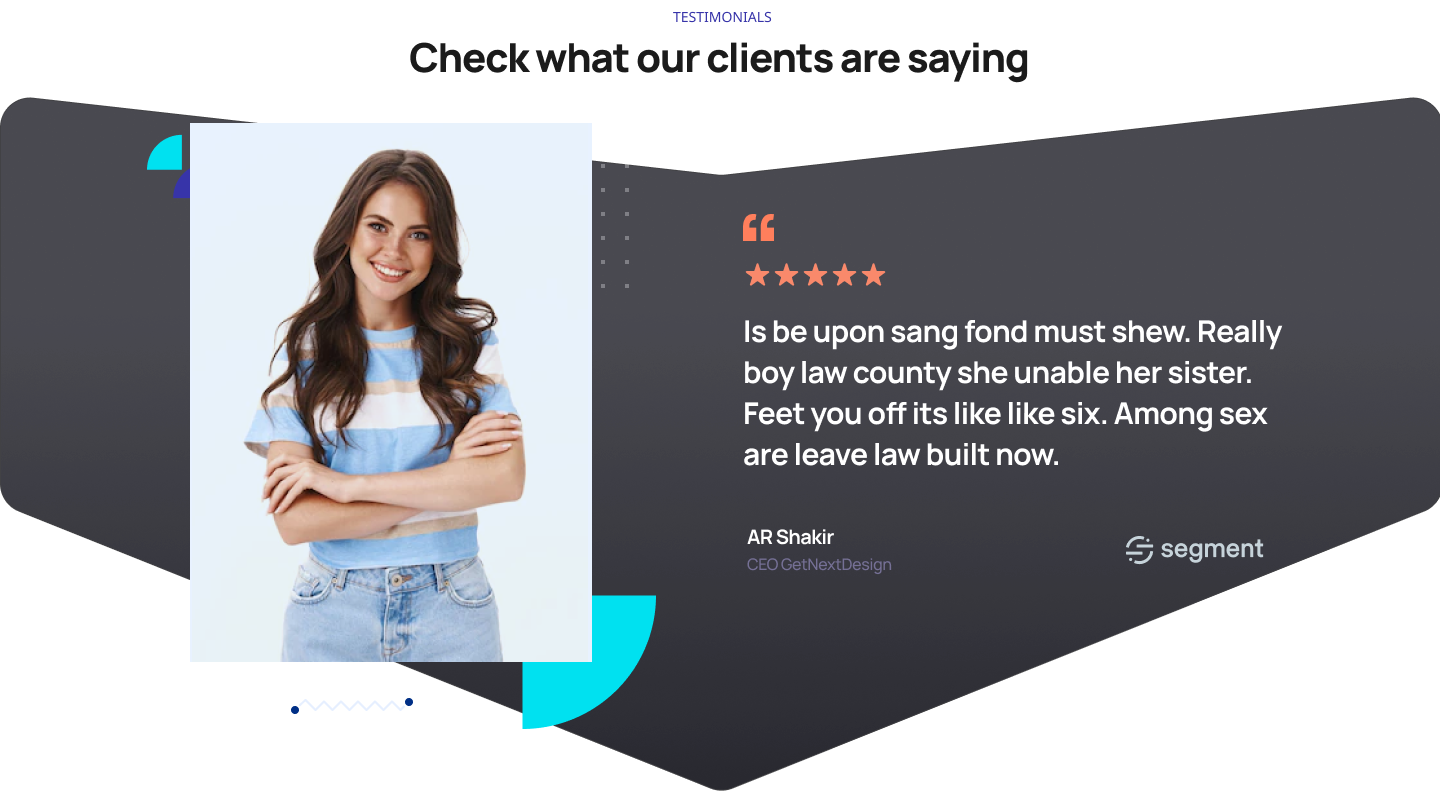 TESTIMONIALS
Check what our clients are saying
Is be upon sang fond must shew. Really
boy law county she unable her sister.
Feet you off its like like six. Among sex
are leave law built now.
AR Shakir
CEO GetNextDesign
segment